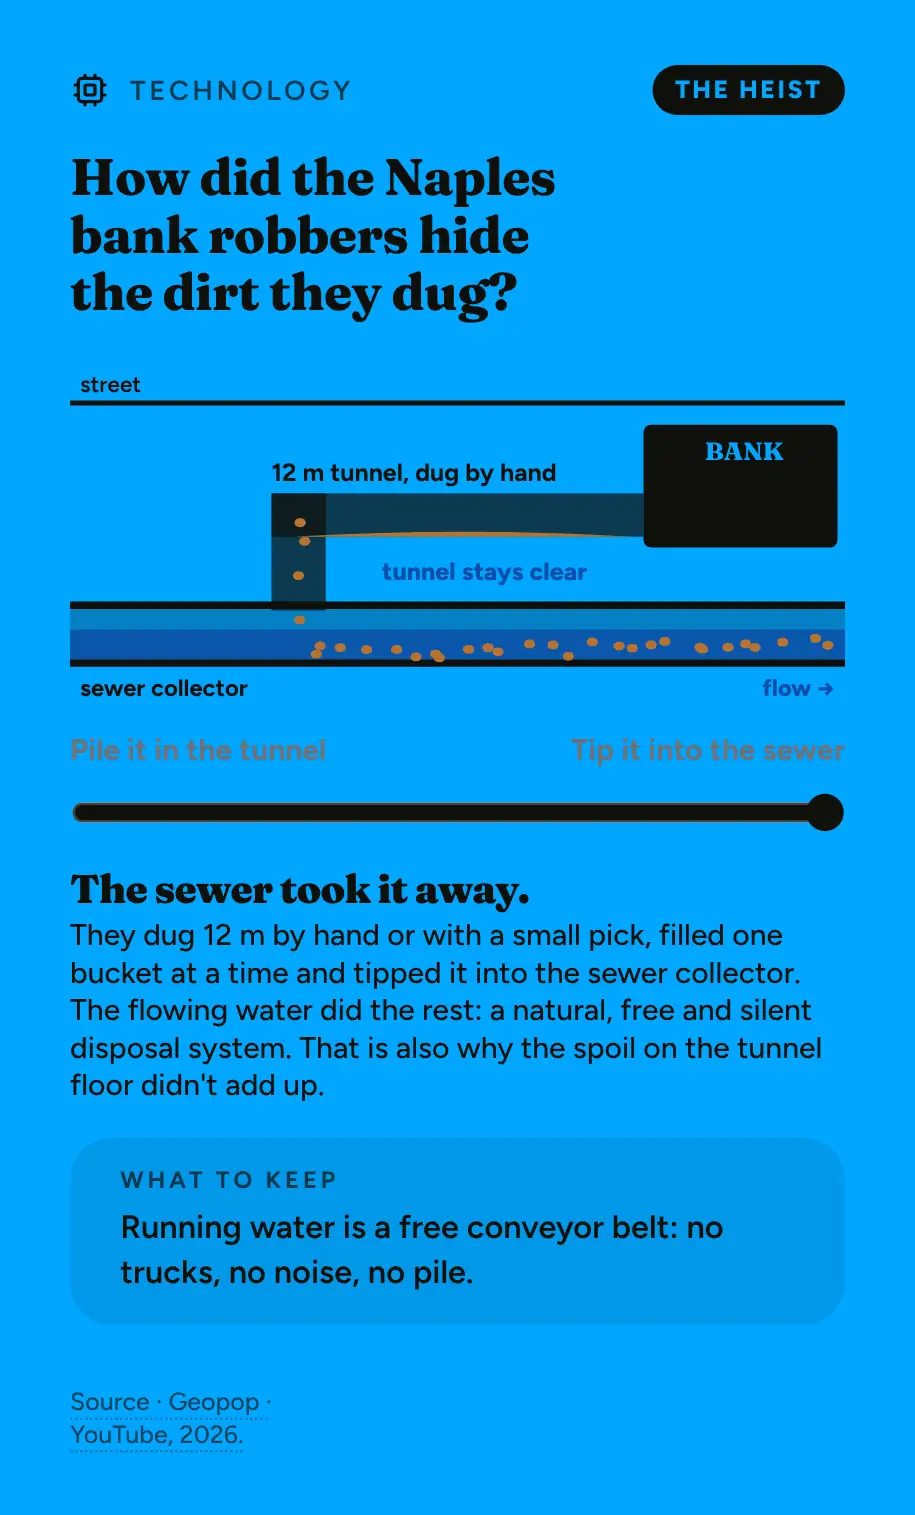 TECHNOLOGY
THE HEIST
How did the Naples
bank robbers hide
the dirt they dug?
street
BANK
12 m tunnel, dug by hand
tunnel stays clear
sewer collector
flow →
Pile it in the tunnel
Tip it into the sewer
The sewer took it away.
They dug 12 m by hand or with a small pick, filled one
bucket at a time and tipped it into the sewer collector.
The flowing water did the rest: a natural, free and silent
disposal system. That is also why the spoil on the tunnel
floor didn't add up.
WHAT TO KEEP
Running water is a free conveyor belt: no
trucks, no noise, no pile.
Source · Geopop ·
YouTube, 2026.